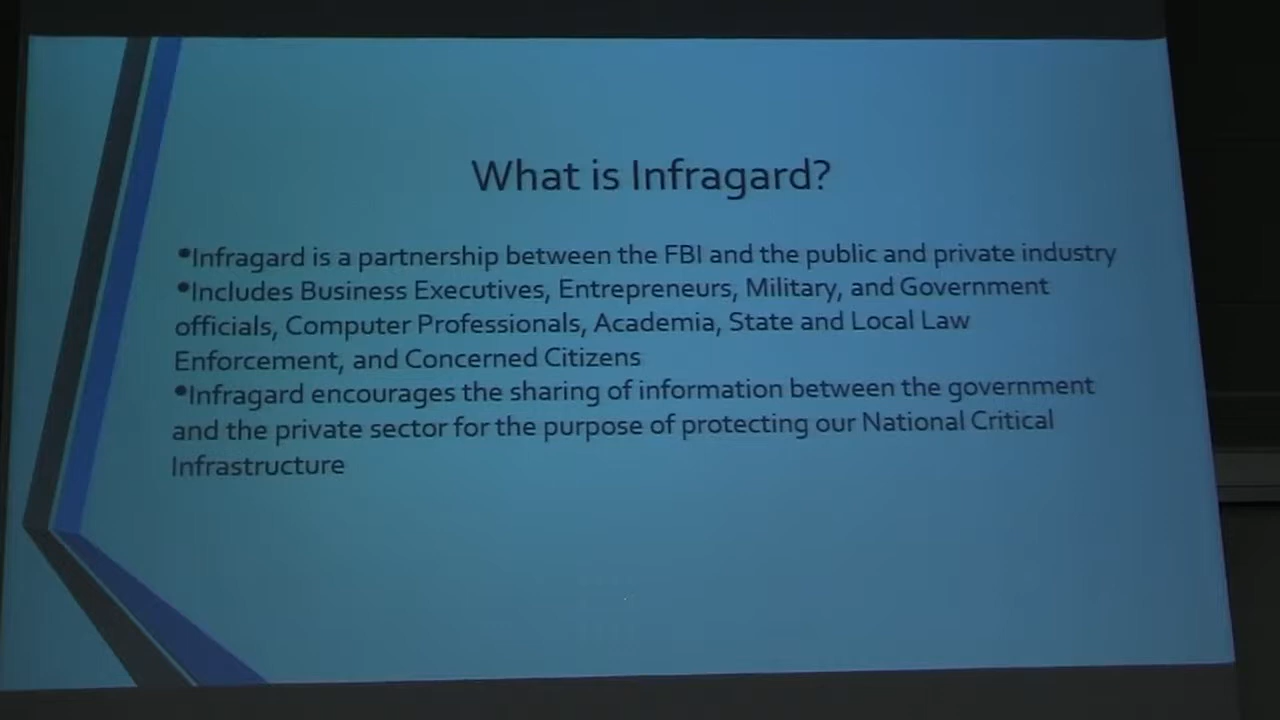 What is Infragard?
•Infragard is a partnership between the FBI and the public and private industry
•Includes Business Executives, Entrepreneurs, Military, and Government
officials, Computer Professionals, Academia, State and Local Law
Enforcement, and Concerned Citizens
•Infragard encourages the sharing of information between the government
and the private sector for the purpose of protecting our National Critical
Infrastructure